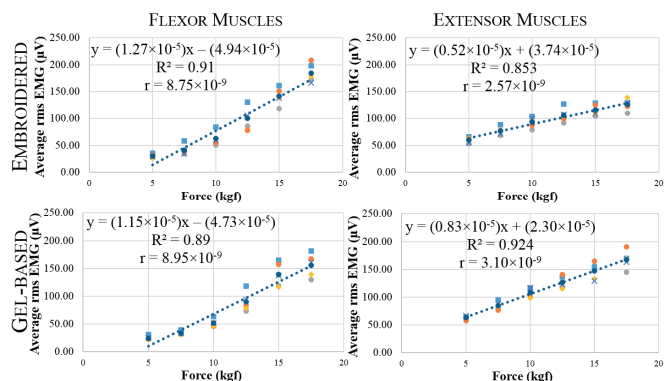 FLEXOR MUSCLES
EXTENSOR MUSCLES
EMBROIDERED
Average rms EMG (µV)
250.00
200.00
150.00
100.00
50.00
0.00
y = (1.27×10⁻⁵)x – (4.94×10⁻⁵)
R² = 0.91
r = 8.75×10⁻⁹
0 5 10 15 20
Force (kgf)
Average rms EMG (µV)
250.00
200.00
150.00
100.00
50.00
0.00
y = (0.52×10⁻⁵)x + (3.74×10⁻⁵)
R² = 0.853
r = 2.57×10⁻⁹
0 5 10 15 20
Force (kgf)
GEL-BASED
Average rms EMG (µV)
250.00
200.00
150.00
100.00
50.00
0.00
y = (1.15×10⁻⁵)x – (4.73×10⁻⁵)
R² = 0.89
r = 8.95×10⁻⁹
0 5 10 15 20
Force (kgf)
Average rms EMG (µV)
250.00
200.00
150.00
100.00
50.00
0.00
y = (0.83×10⁻⁵)x + (2.30×10⁻⁵)
R² = 0.924
r = 3.10×10⁻⁹
0 5 10 15 20
Force (kgf)